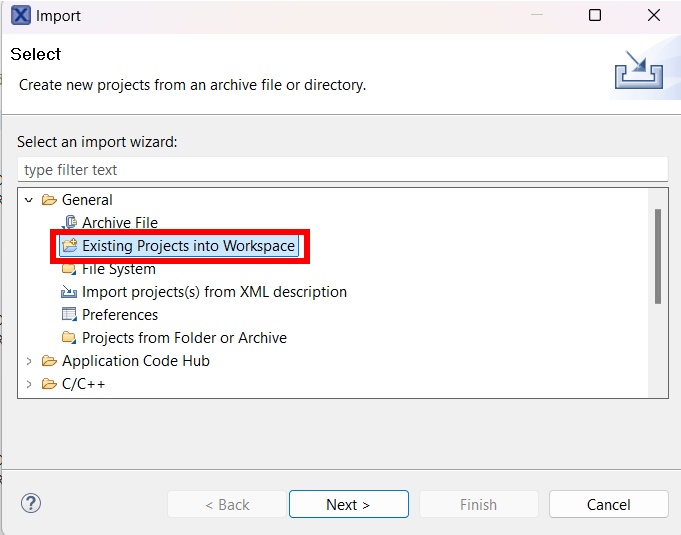 Import
Select
Create new projects from an archive file or directory.
Select an import wizard:
type filter text
General
Archive File
Existing Projects into Workspace
File System
Import projects(s) from XML description
Preferences
Projects from Folder or Archive
Application Code Hub
C/C++
< Back
Next >
Finish
Cancel